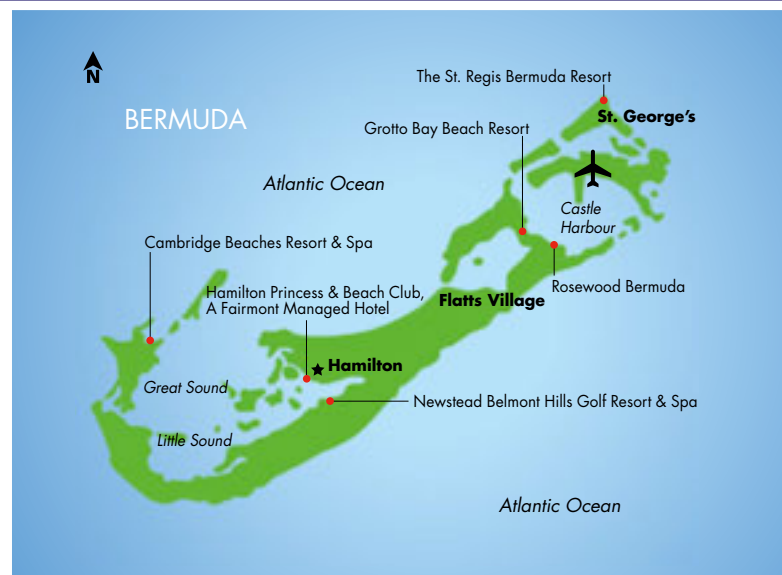 N
BERMUDA
The St. Regis Bermuda Resort
St. George's
Grotto Bay Beach Resort
Atlantic Ocean
Castle
Harbour
Cambridge Beaches Resort & Spa
Rosewood Bermuda
Hamilton Princess & Beach Club,
A Fairmont Managed Hotel
Flatts Village
Hamilton
Great Sound
Newstead Belmont Hills Golf Resort & Spa
Little Sound
Atlantic Ocean